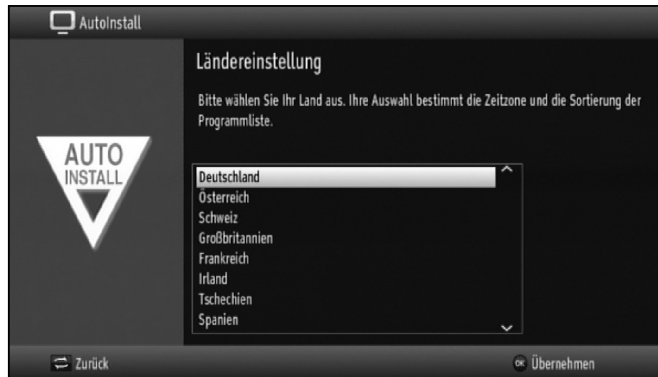 AutoInstall
AUTO
INSTALL
Ländereinstellung
Bitte wählen Sie Ihr Land aus. Ihre Auswahl bestimmt die Zeitzone und die Sortierung der
Programmliste.
Deutschland
Österreich
Schweiz
Großbritannien
Frankreich
Irland
Tschechien
Spanien
Zurück
OK Übernehmen